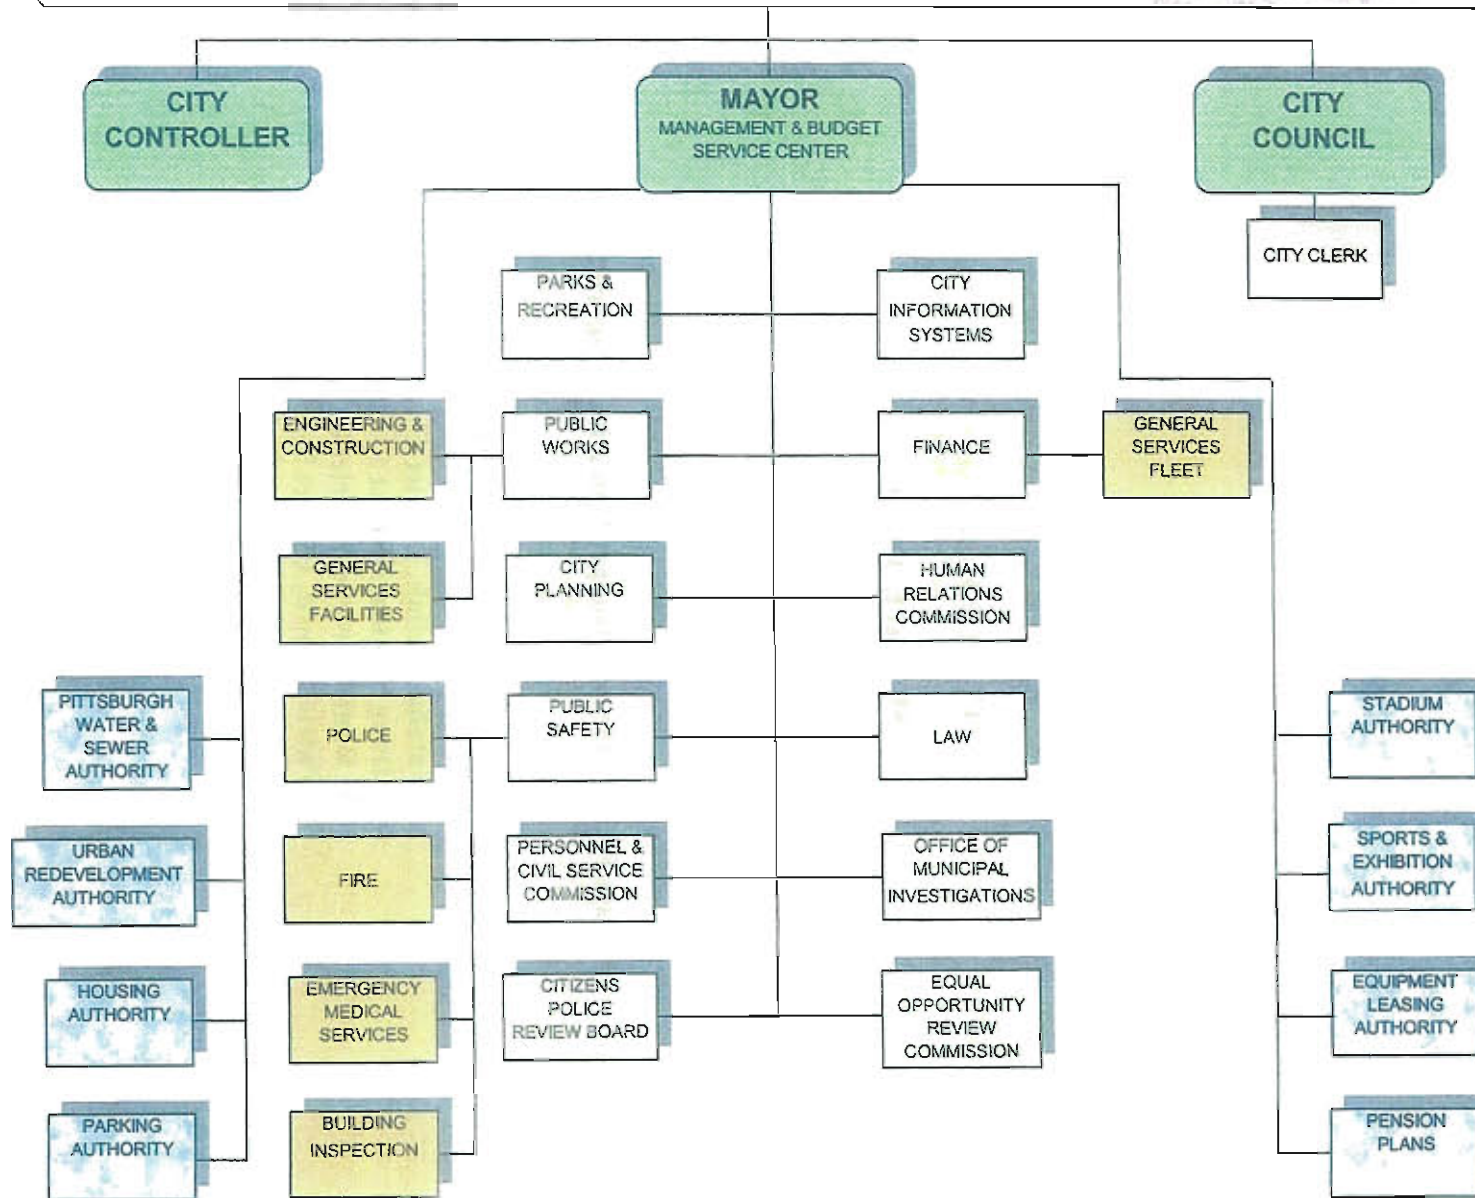 CITY
CONTROLLER
MAYOR
MANAGEMENT & BUDGET
SERVICE CENTER
CITY
COUNCIL
CITY CLERK
PARKS &
RECREATION
CITY
INFORMATION
SYSTEMS
ENGINEERING &
CONSTRUCTION
PUBLIC
WORKS
FINANCE
GENERAL
SERVICES
FLEET
GENERAL
SERVICES
FACILITIES
CITY
PLANNING
HUMAN
RELATIONS
COMMISSION
PITTSBURGH
WATER &
SEWER
AUTHORITY
POLICE
PUBLIC
SAFETY
LAW
STADIUM
AUTHORITY
URBAN
REDEVELOPMENT
AUTHORITY
FIRE
PERSONNEL &
CIVIL SERVICE
COMMISSION
OFFICE OF
MUNICIPAL
INVESTIGATIONS
SPORTS &
EXHIBITION
AUTHORITY
HOUSING
AUTHORITY
EMERGENCY
MEDICAL
SERVICES
CITIZENS
POLICE
REVIEW BOARD
EQUAL
OPPORTUNITY
REVIEW
COMMISSION
EQUIPMENT
LEASING
AUTHORITY
PARKING
AUTHORITY
BUILDING
INSPECTION
PENSION
PLANS